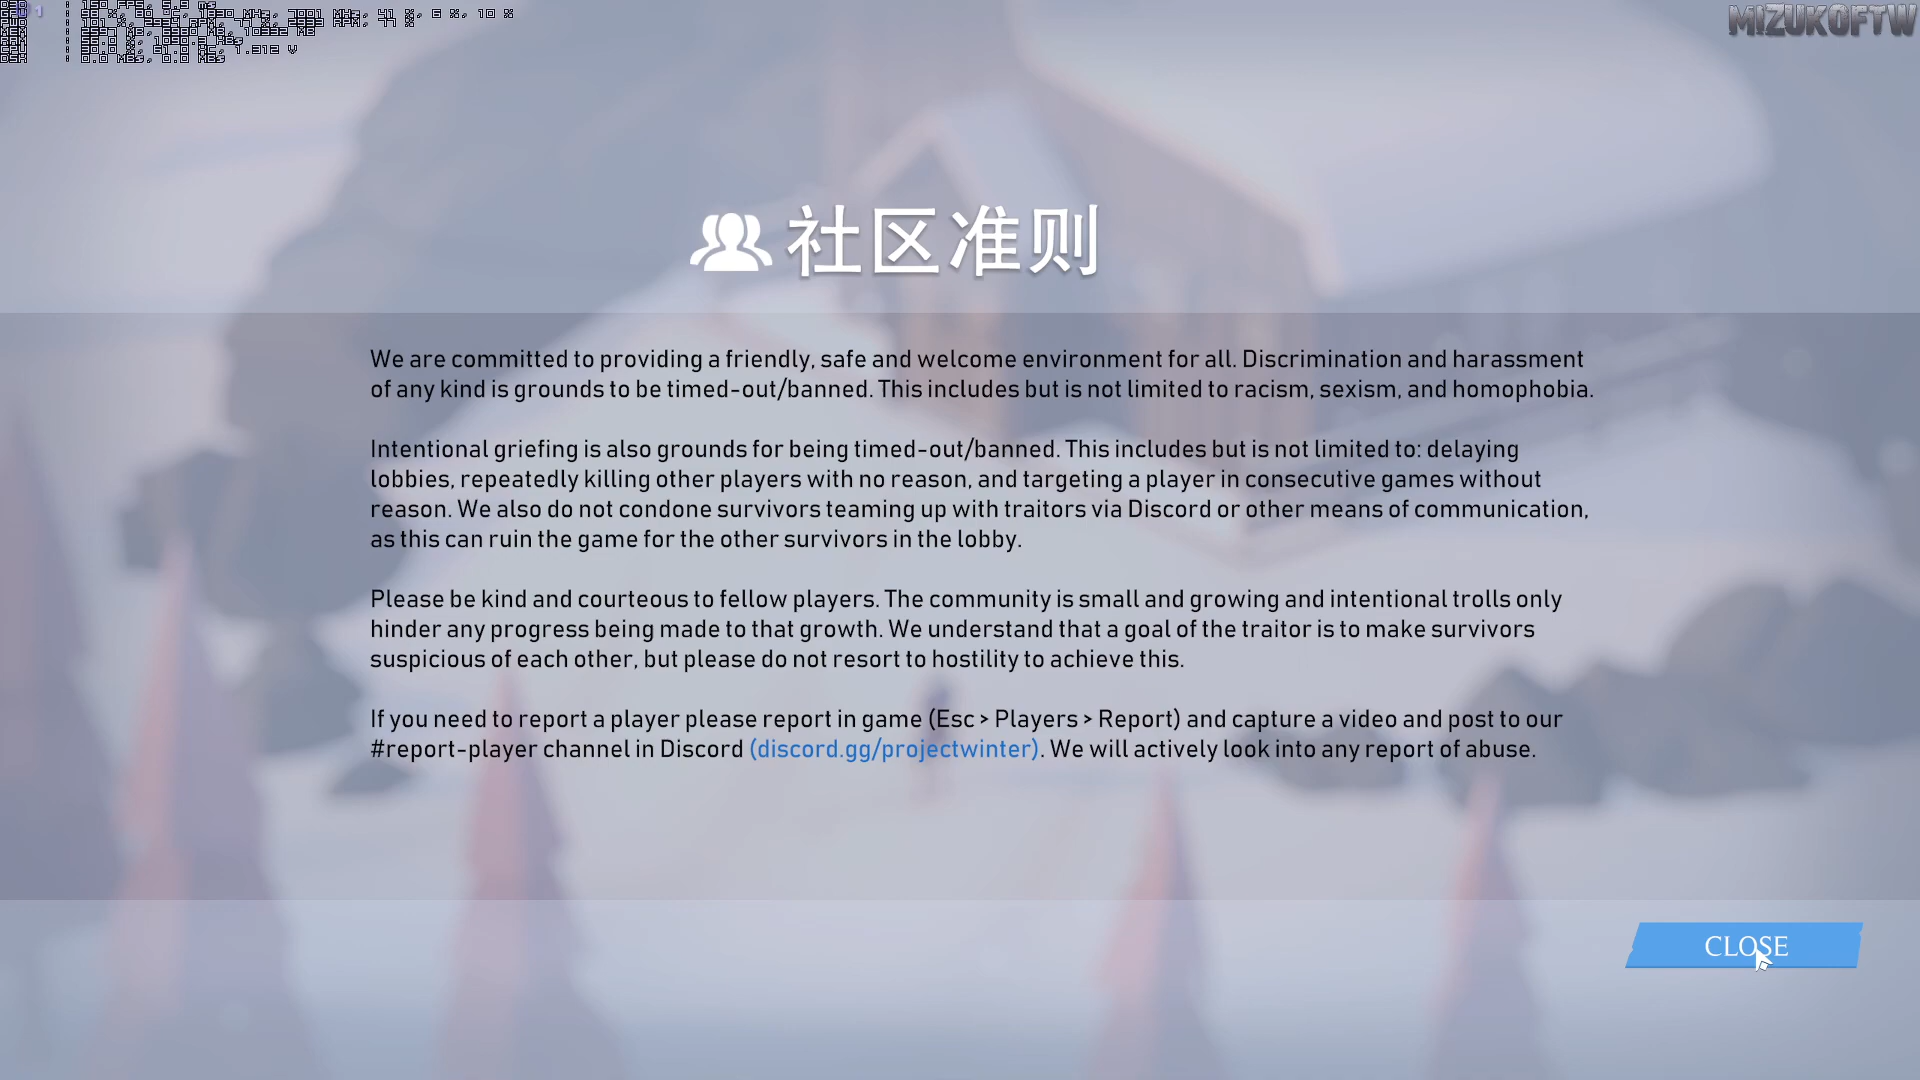 150 FPS, 5.9 ms
MIZUKOFTW
社区准则
We are committed to providing a friendly, safe and welcome environment for all. Discrimination and harassment
of any kind is grounds to be timed-out/banned. This includes but is not limited to racism, sexism, and homophobia.
Intentional griefing is also grounds for being timed-out/banned. This includes but is not limited to: delaying
lobbies, repeatedly killing other players with no reason, and targeting a player in consecutive games without
reason. We also do not condone survivors teaming up with traitors via Discord or other means of communication,
as this can ruin the game for the other survivors in the lobby.
Please be kind and courteous to fellow players. The community is small and growing and intentional trolls only
hinder any progress being made to that growth. We understand that a goal of the traitor is to make survivors
suspicious of each other, but please do not resort to hostility to achieve this.
If you need to report a player please report in game (Esc > Players > Report) and capture a video and post to our
#report-player channel in Discord (discord.gg/projectwinter). We will actively look into any report of abuse.
CLOSE